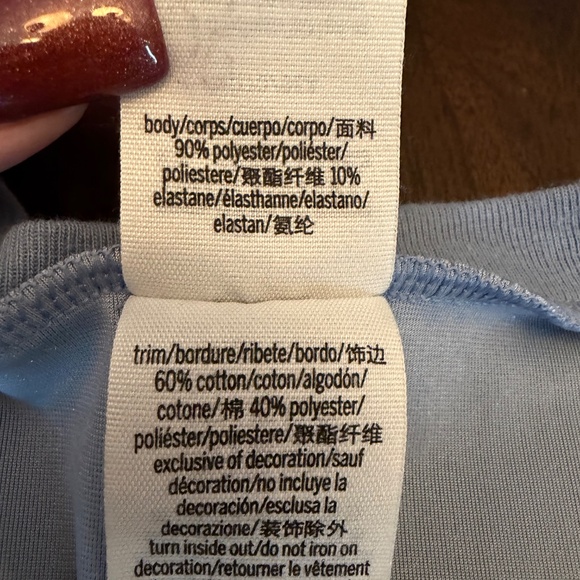 body/corps/cuerpo/corpo/面料
90% polyester/poliéster/
poliestere/聚酯纤维 10%
elastane/élasthanne/elastano/
elastan/氨纶
trim/bordure/ribete/bordo/饰边
60% cotton/coton/algodón/
cotone/棉 40% polyester/
poliéster/poliestere/聚酯纤维
exclusive of decoration/sauf
décoration/no incluye la
decoración/esclusa la
decorazione/装饰除外
turn inside out/do not iron on
decoration/retourner le vêtement